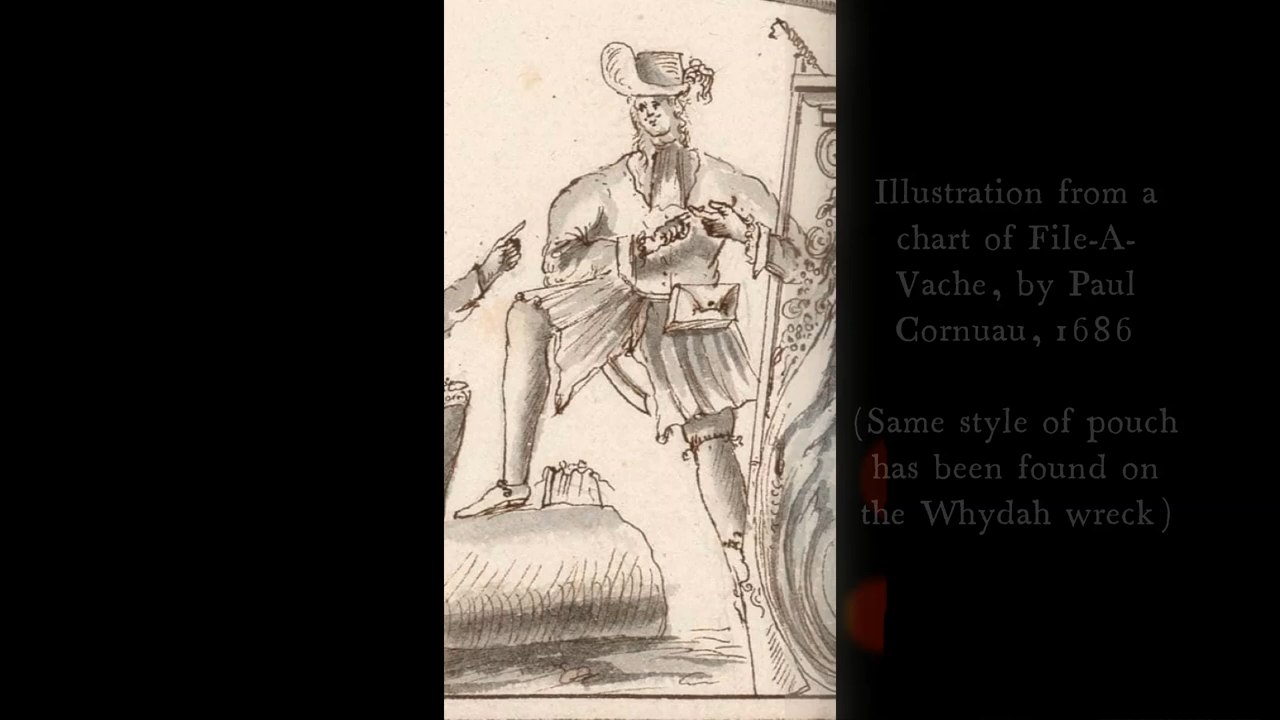 Illustration from a
chart of File-A-
Vache, by Paul
Cornuau, 1686
(Same style of pouch
has been found on
the Whydah wreck)